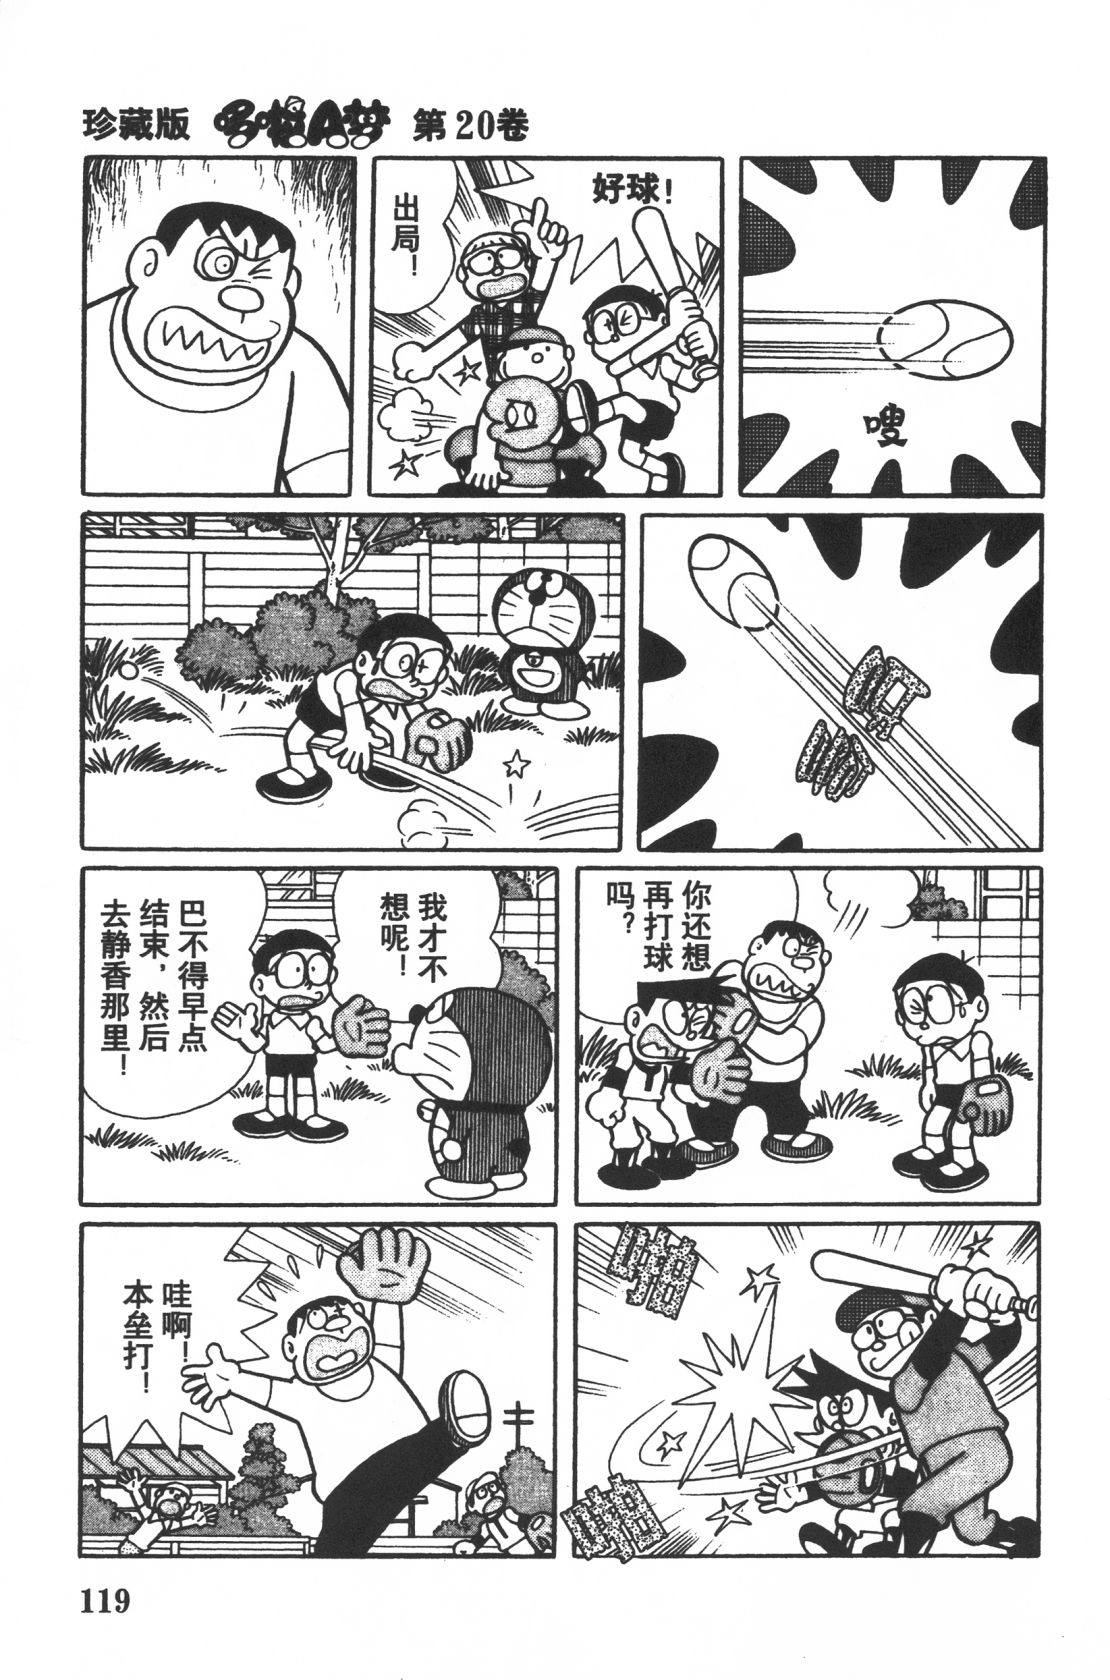 珍藏版 哆啦A梦 第20卷
嗖
好球!
出局!
你还想
再打球
吗?
我才不
想呢!
巴不得早点
结束,然后
去静香那里!
哇啊!
本垒打!
119